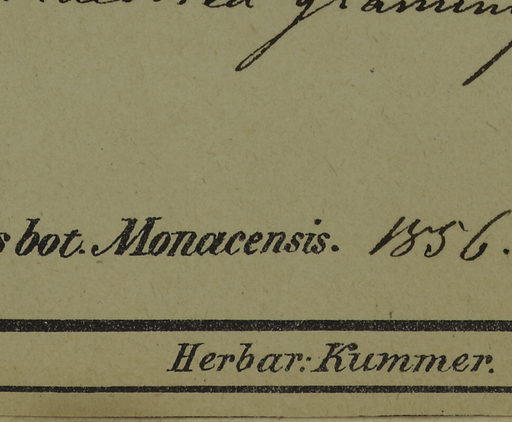 s bot. Monacensis. 1856.
Herbar: Kummer.